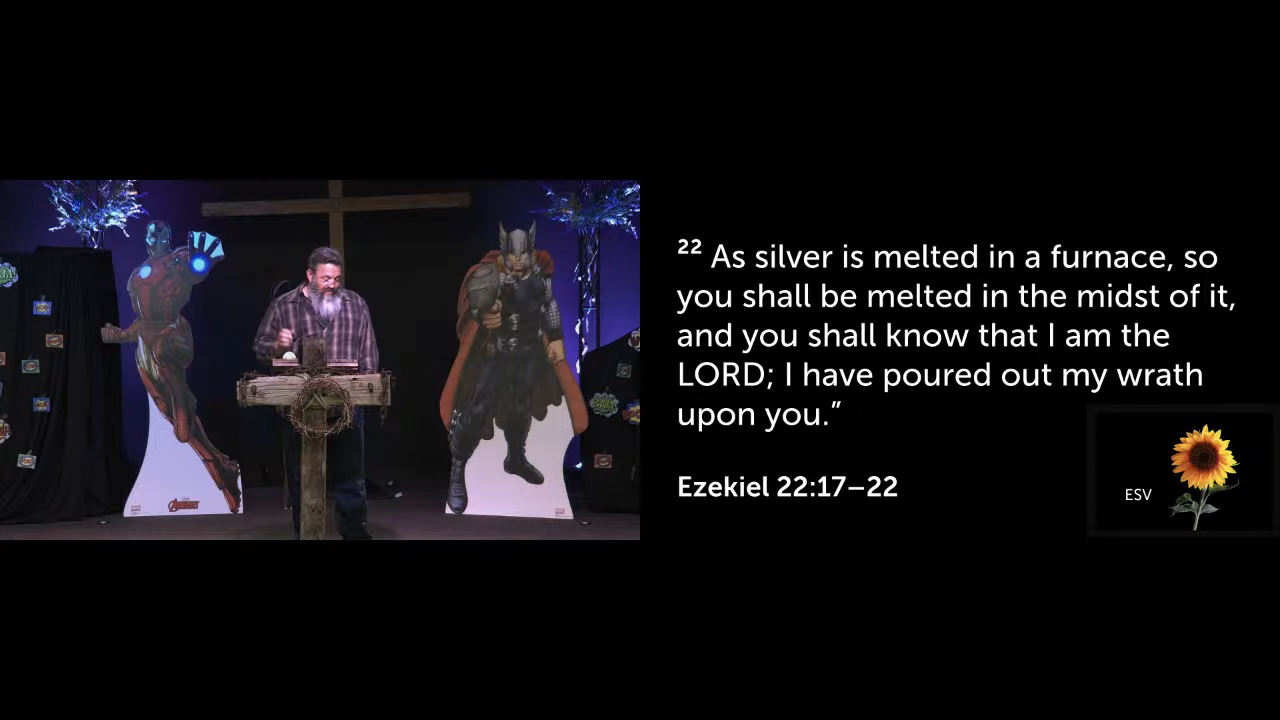 ²² As silver is melted in a furnace, so
you shall be melted in the midst of it,
and you shall know that I am the
LORD; I have poured out my wrath
upon you.”
Ezekiel 22:17–22
ESV
AVENGERS